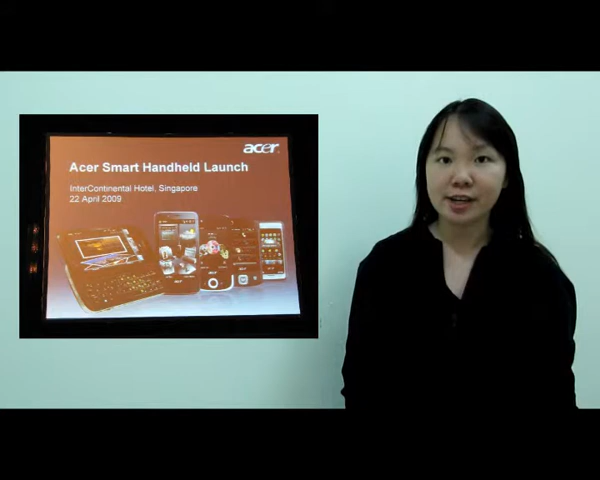 acer
Acer Smart Handheld Launch
InterContinental Hotel, Singapore
22 April 2009